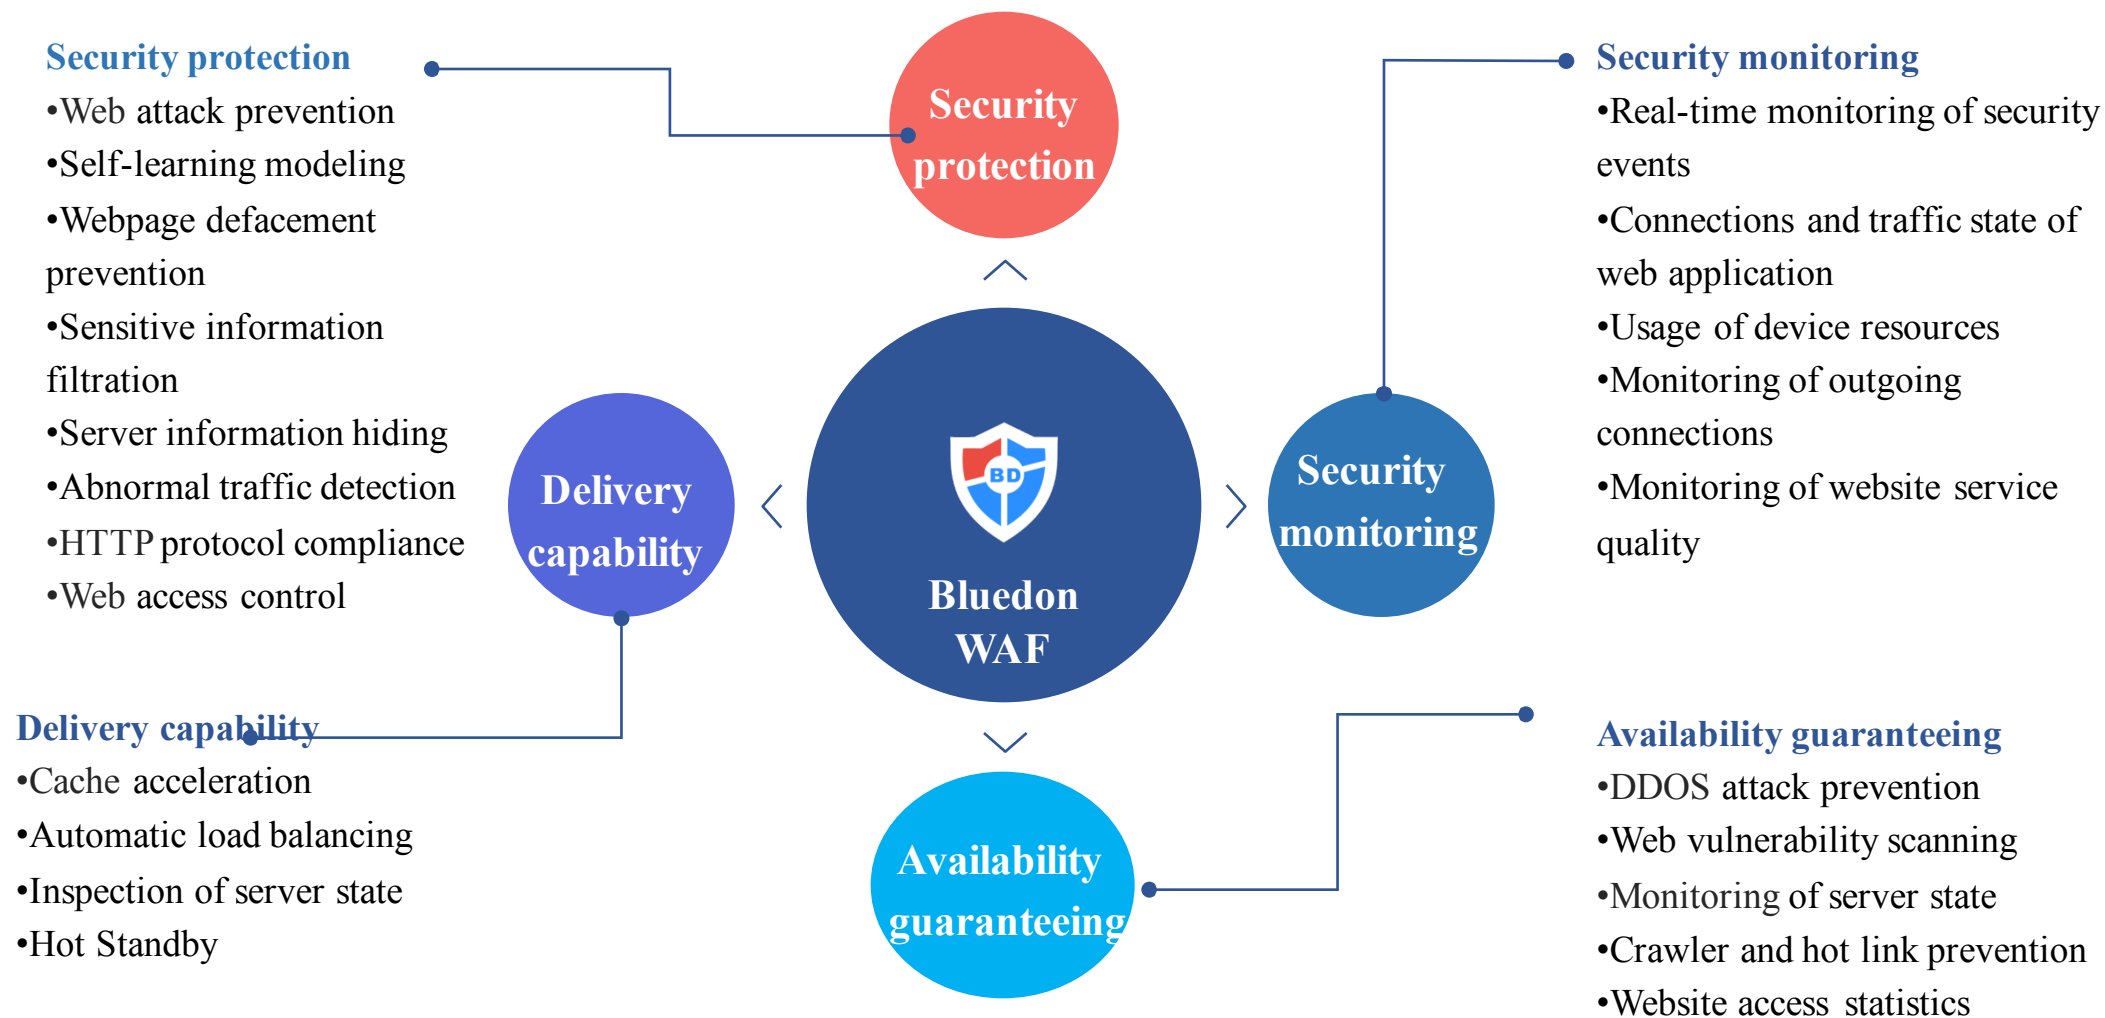 Security protection
•Web attack prevention
•Self-learning modeling
•Webpage defacement
prevention
•Sensitive information
filtration
•Server information hiding
•Abnormal traffic detection
•HTTP protocol compliance
•Web access control
Delivery capability
•Cache acceleration
•Automatic load balancing
•Inspection of server state
•Hot Standby
Security
protection
Delivery
capability
BD
Bluedon
WAF
Security
monitoring
Availability
guaranteeing
Security monitoring
•Real-time monitoring of security
events
•Connections and traffic state of
web application
•Usage of device resources
•Monitoring of outgoing
connections
•Monitoring of website service
quality
Availability guaranteeing
•DDOS attack prevention
•Web vulnerability scanning
•Monitoring of server state
•Crawler and hot link prevention
•Website access statistics